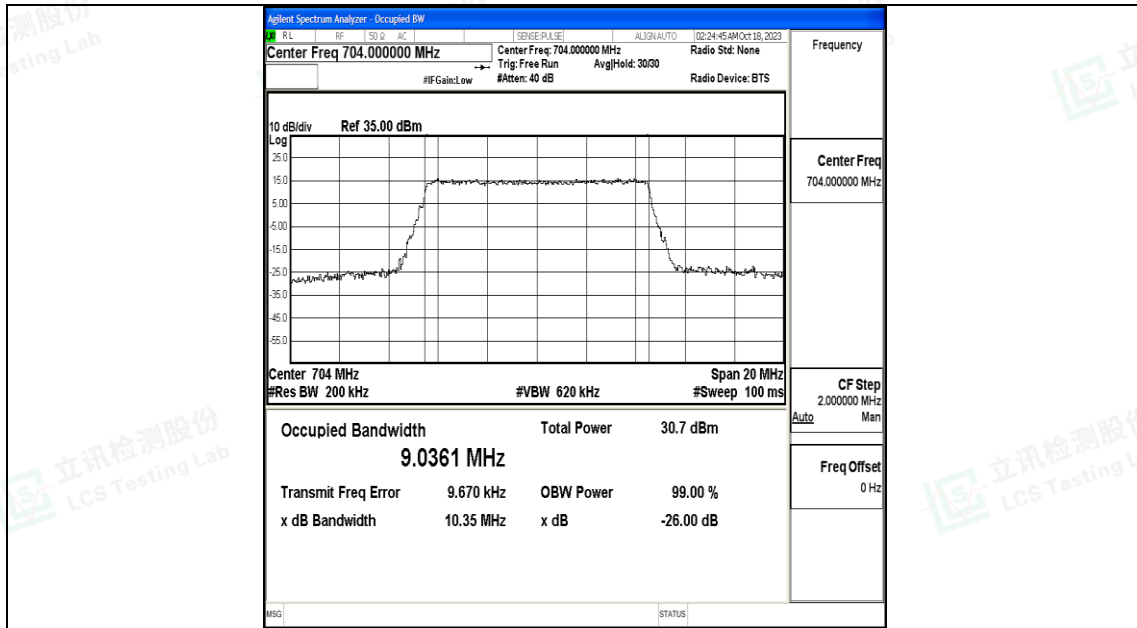 Agilent Spectrum Analyzer - Occupied BW
RL RF 50 Ω AC SENSE:PULSE ALIGN AUTO 02:24:45 AM Oct 18, 2023
Center Freq 704.000000 MHz
Center Freq: 704.000000 MHz Radio Std: None
Trig: Free Run Avg|Hold: 30/30
#IFGain:Low #Atten: 40 dB Radio Device: BTS
10 dB/div Ref 35.00 dBm
Log
25.0
15.0
5.00
-5.00
-15.0
-25.0
-35.0
-45.0
-55.0
Center 704 MHz Span 20 MHz
#Res BW 200 kHz #VBW 620 kHz #Sweep 100 ms
Occupied Bandwidth Total Power 30.7 dBm
9.0361 MHz
Transmit Freq Error 9.670 kHz OBW Power 99.00 %
x dB Bandwidth 10.35 MHz x dB -26.00 dB
MSG STATUS
Frequency
Center Freq
704.000000 MHz
CF Step
2.000000 MHz
Auto Man
Freq Offset
0 Hz
立讯检测股份
LCS Testing Lab
立讯检测股份
LCS Testing L